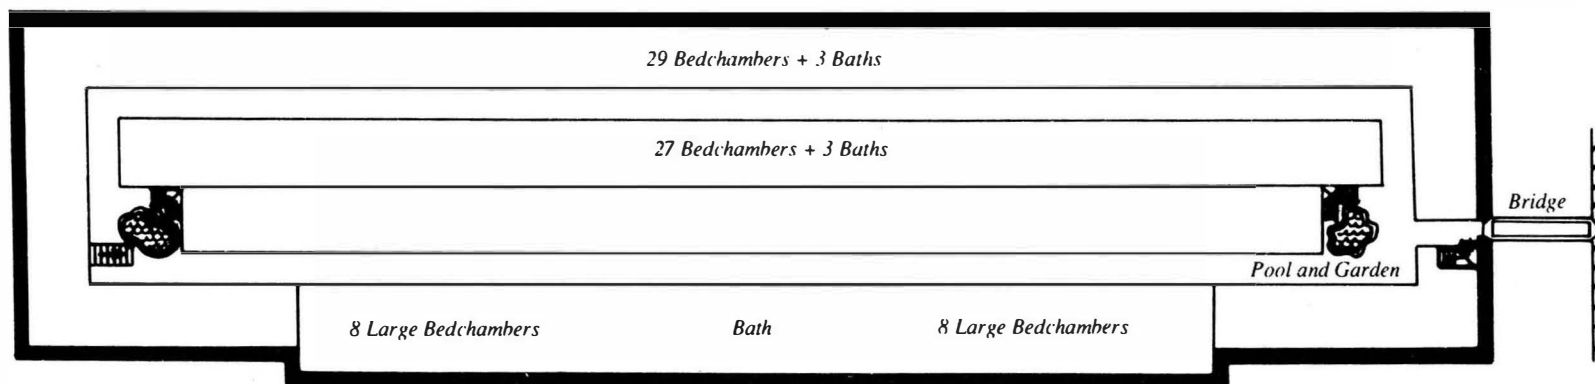 29 Bedchambers + 3 Baths
27 Bedchambers + 3 Baths
Bridge
Pool and Garden
8 Large Bedchambers
Bath
8 Large Bedchambers